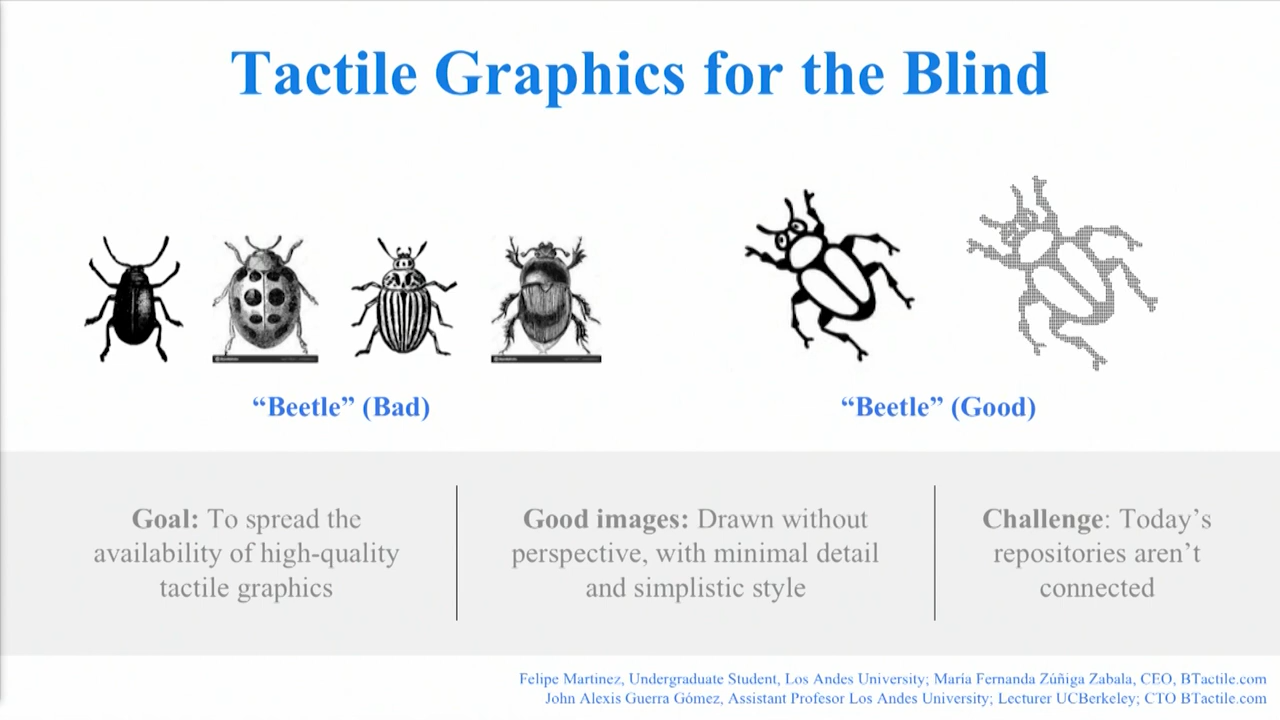 Tactile Graphics for the Blind
“Beetle” (Bad)
“Beetle” (Good)
Goal: To spread the
availability of high-quality
tactile graphics
Good images: Drawn without
perspective, with minimal detail
and simplistic style
Challenge: Today’s
repositories aren’t
connected
Felipe Martinez, Undergraduate Student, Los Andes University; María Fernanda Zúñiga Zabala, CEO, BTactile.com
John Alexis Guerra Gómez, Assistant Profesor Los Andes University; Lecturer UCBerkeley; CTO BTactile.com